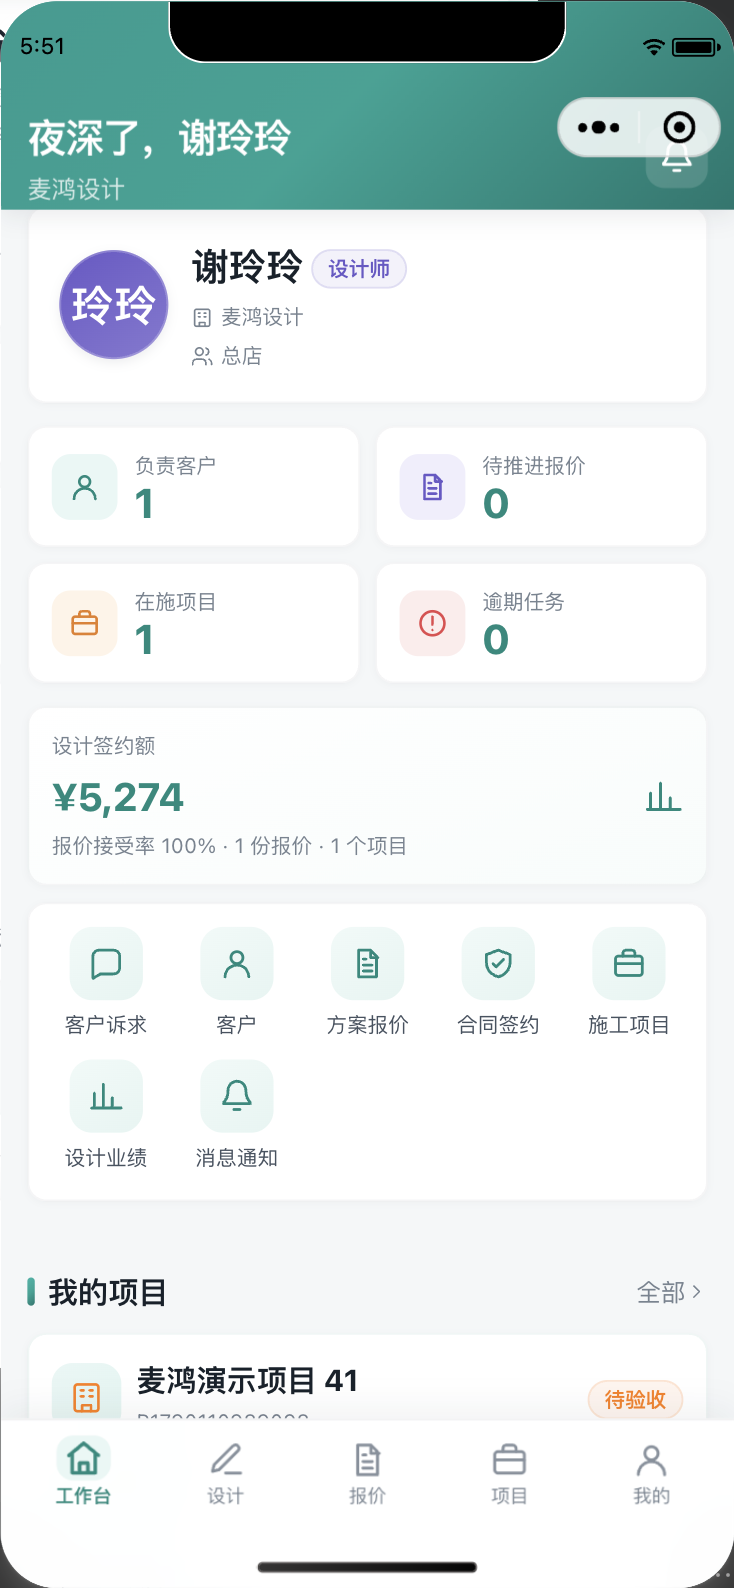 5:51
夜深了，谢玲玲
麦鸿设计
玲玲
谢玲玲 设计师
麦鸿设计
总店
负责客户
1
待推进报价
0
在施项目
1
逾期任务
0
设计签约额
¥5,274
报价接受率 100% · 1 份报价 · 1 个项目
客户诉求 客户 方案报价 合同签约 施工项目
设计业绩 消息通知
我的项目 全部
麦鸿演示项目 41
待验收
工作台 设计 报价 项目 我的